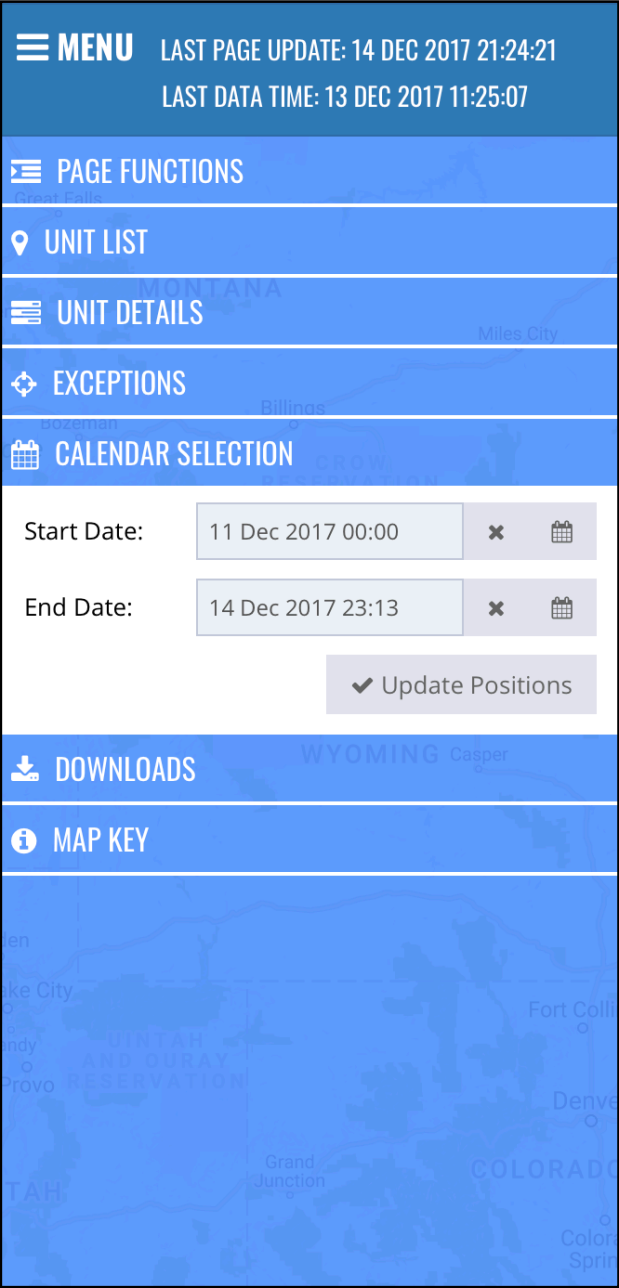 MENU LAST PAGE UPDATE: 14 DEC 2017 21:24:21
LAST DATA TIME: 13 DEC 2017 11:25:07
PAGE FUNCTIONS
Great Falls
UNIT LIST
MONTANA
UNIT DETAILS
Miles City
EXCEPTIONS
Billings
Bozeman
CALENDAR SELECTION
CROW
RESERVATION
Start Date: 11 Dec 2017 00:00
End Date: 14 Dec 2017 23:13
Update Positions
WYOMING Casper
DOWNLOADS
MAP KEY
den
ake City
Fort Colli
UINTAH
andy
AND OURAY
Provo RESERVATION
Denve
Grand
Junction
COLORADO
TAH
Colora
Sprin